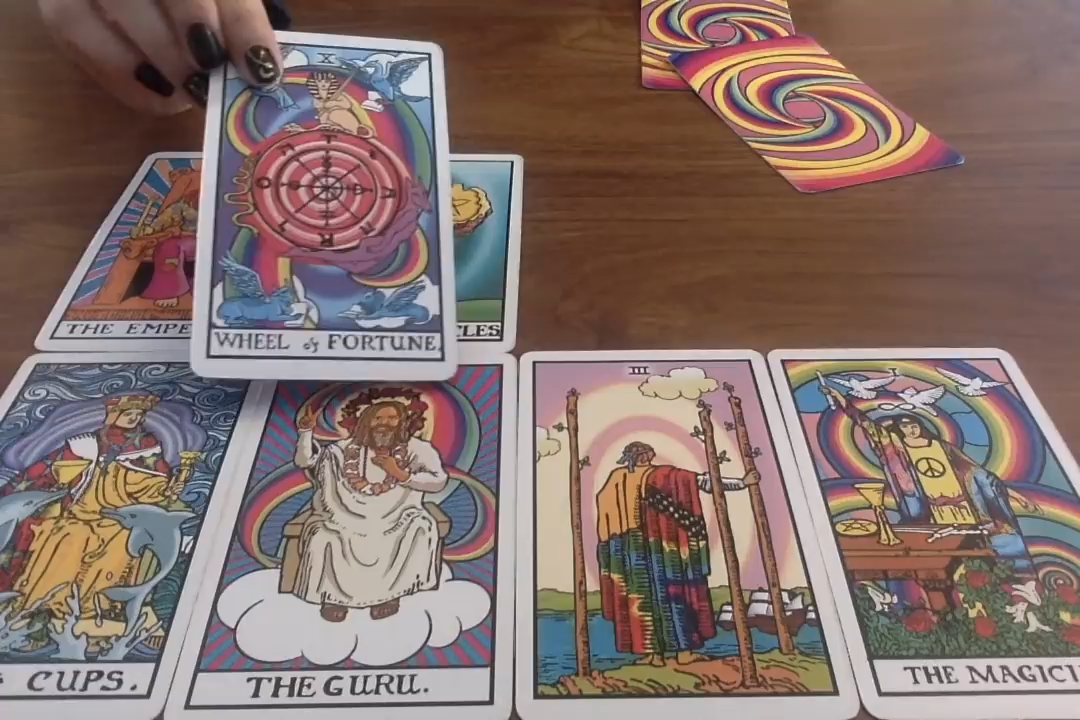 X
WHEEL of FORTUNE.
THE EMPE
CLES
CUPS.
THE GURU.
III
I
THE MAGICI